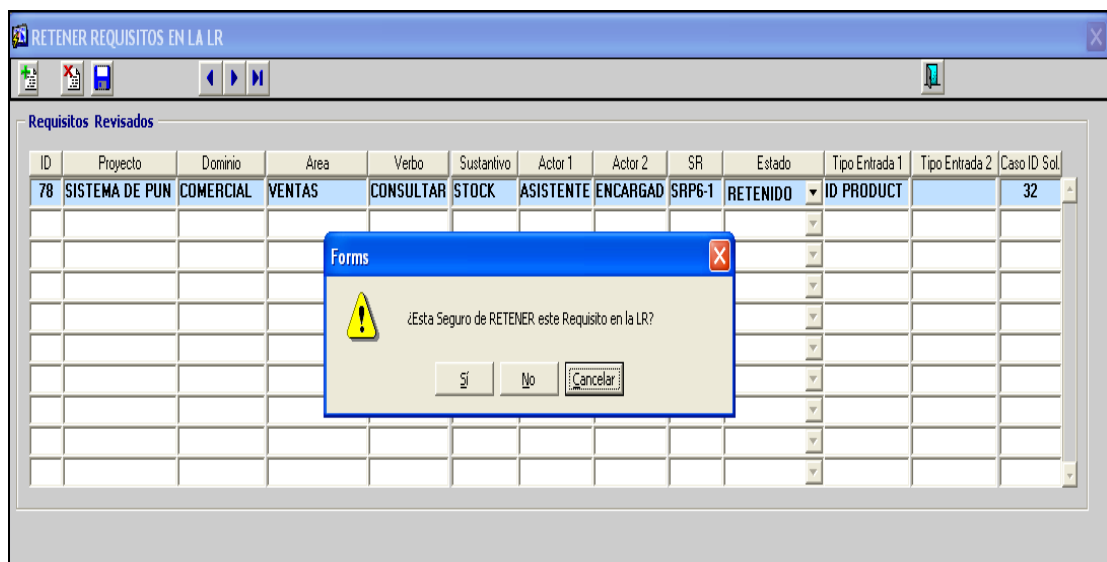 RETENER REQUISITOS EN LA LR
Requisitos Revisados
ID Proyecto Dominio Area Verbo Sustantivo Actor 1 Actor 2 SR Estado Tipo Entrada 1 Tipo Entrada 2 Caso ID Sol.
78 SISTEMA DE PUN COMERCIAL VENTAS CONSULTAR STOCK ASISTENTE ENCARGAD SRP6-1 RETENIDO ID PRODUCT 32
Forms
¿Esta Seguro de RETENER este Requisito en la LR?
Sí No Cancelar